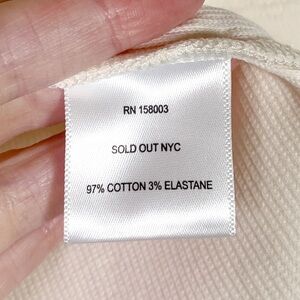 RN 158003
SOLD OUT NYC
97% COTTON 3% ELASTANE